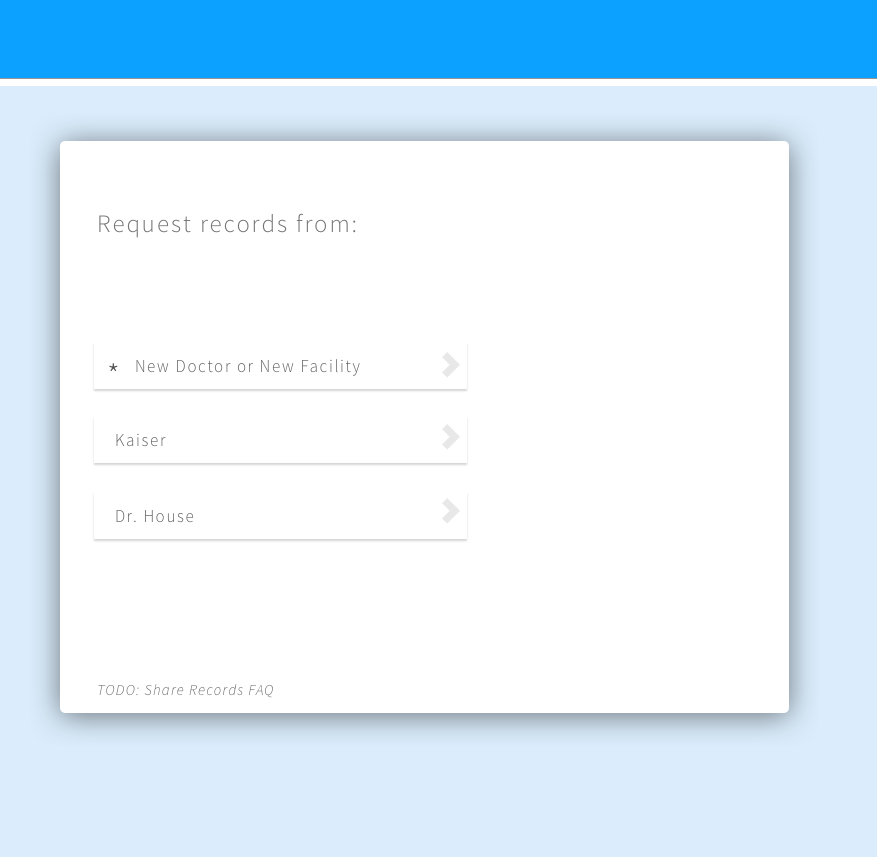 Request records from:
* New Doctor or New Facility
Kaiser
Dr. House
TODO: Share Records FAQ